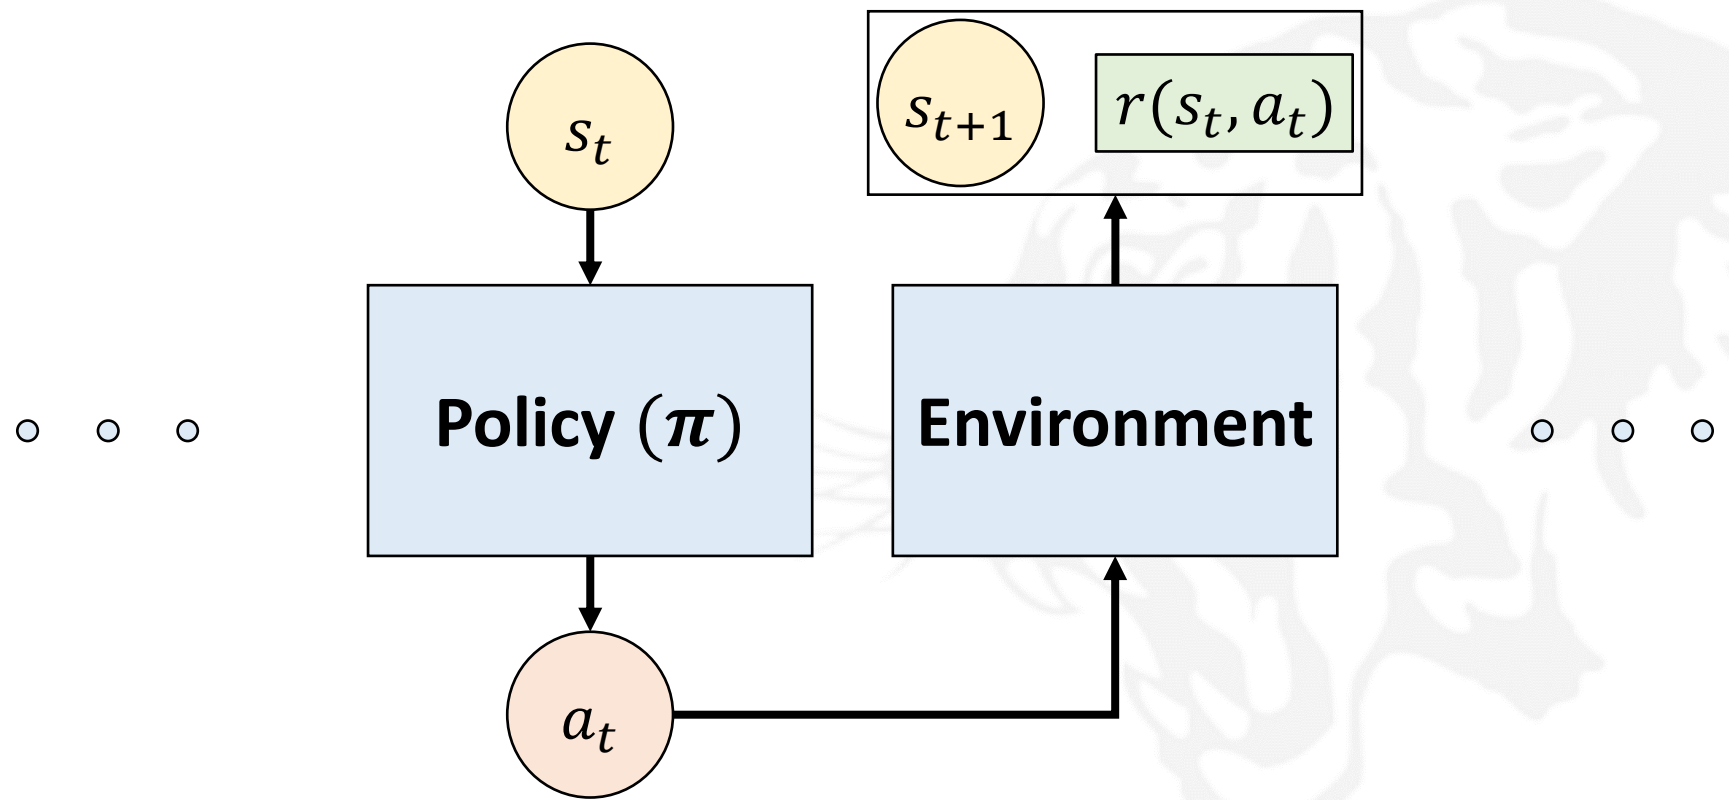 s_t
s_{t+1}
r(s_t, a_t)
Policy (π)
Environment
a_t